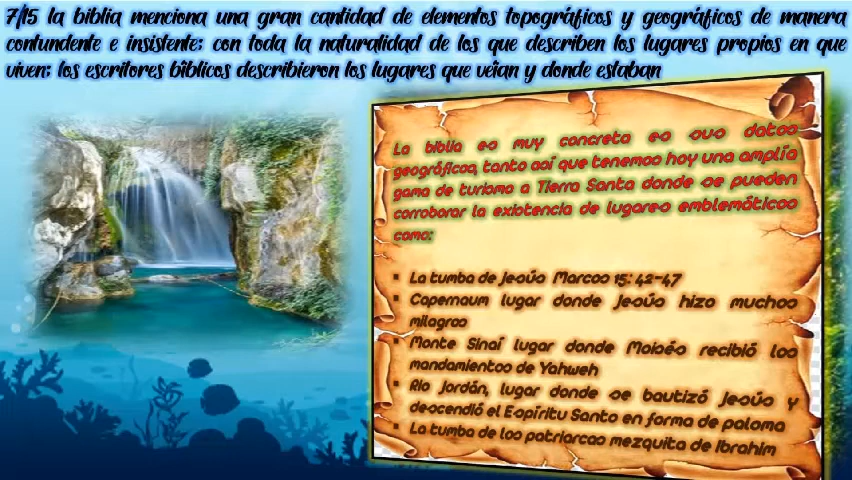 7/15 la biblia menciona una gran cantidad de elementos topográficos y geográficos de manera
contundente e insistente; con toda la naturalidad de los que describen los lugares propios en que
viven; los escritores bíblicos describieron los lugares que veían y donde estaban
La biblia es muy concreta es sus datos
geográficos, tanto así que tenemos hoy una amplía
gama de turismo a Tierra Santa donde se pueden
corroborar la existencia de lugares emblemáticos
como:
▪ La tumba de Jesús Marcos 15: 42-47
▪ Capernaum lugar donde Jesús hizo muchos
milagros
▪ Monte Sinaí lugar donde Moisés recibió los
mandamientos de Yahweh
▪ Río Jordán, lugar donde se bautizó Jesús y
descendió el Espíritu Santo en forma de paloma
▪ La tumba de los patriarcas mezquita de Ibrahim